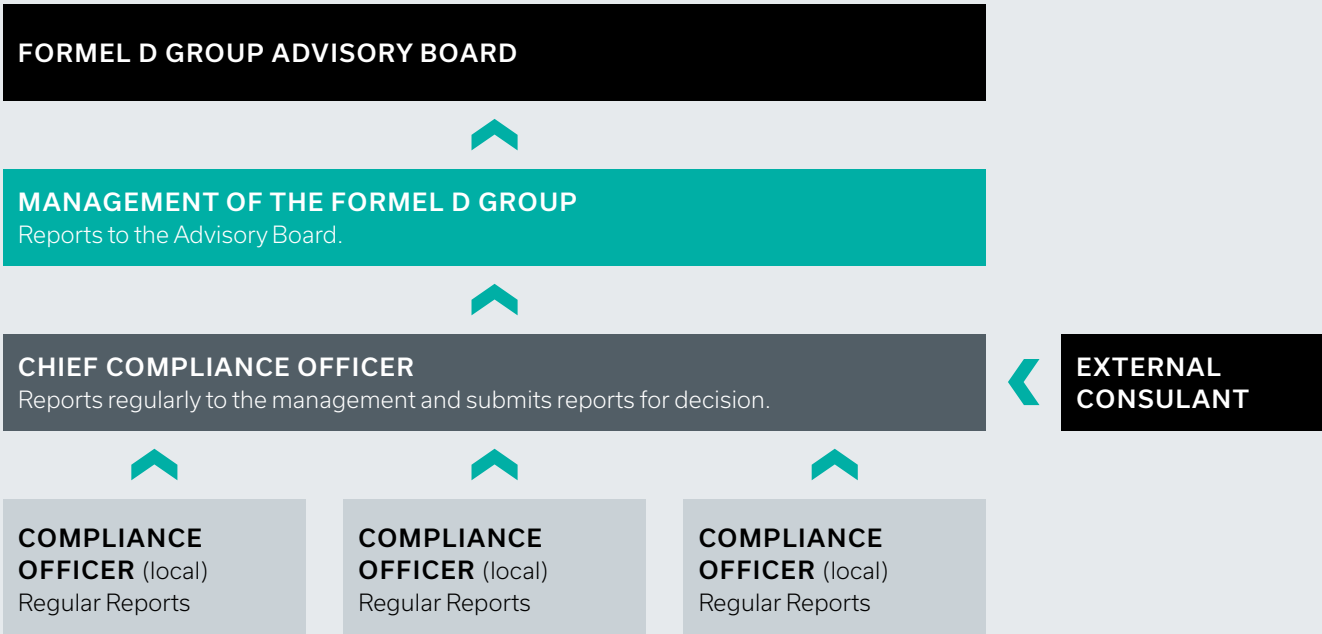 FORMEL D GROUP ADVISORY BOARD
MANAGEMENT OF THE FORMEL D GROUP
Reports to the Advisory Board.
CHIEF COMPLIANCE OFFICER
Reports regularly to the management and submits reports for decision.
EXTERNAL
CONSULANT
COMPLIANCE
OFFICER (local)
Regular Reports
COMPLIANCE
OFFICER (local)
Regular Reports
COMPLIANCE
OFFICER (local)
Regular Reports